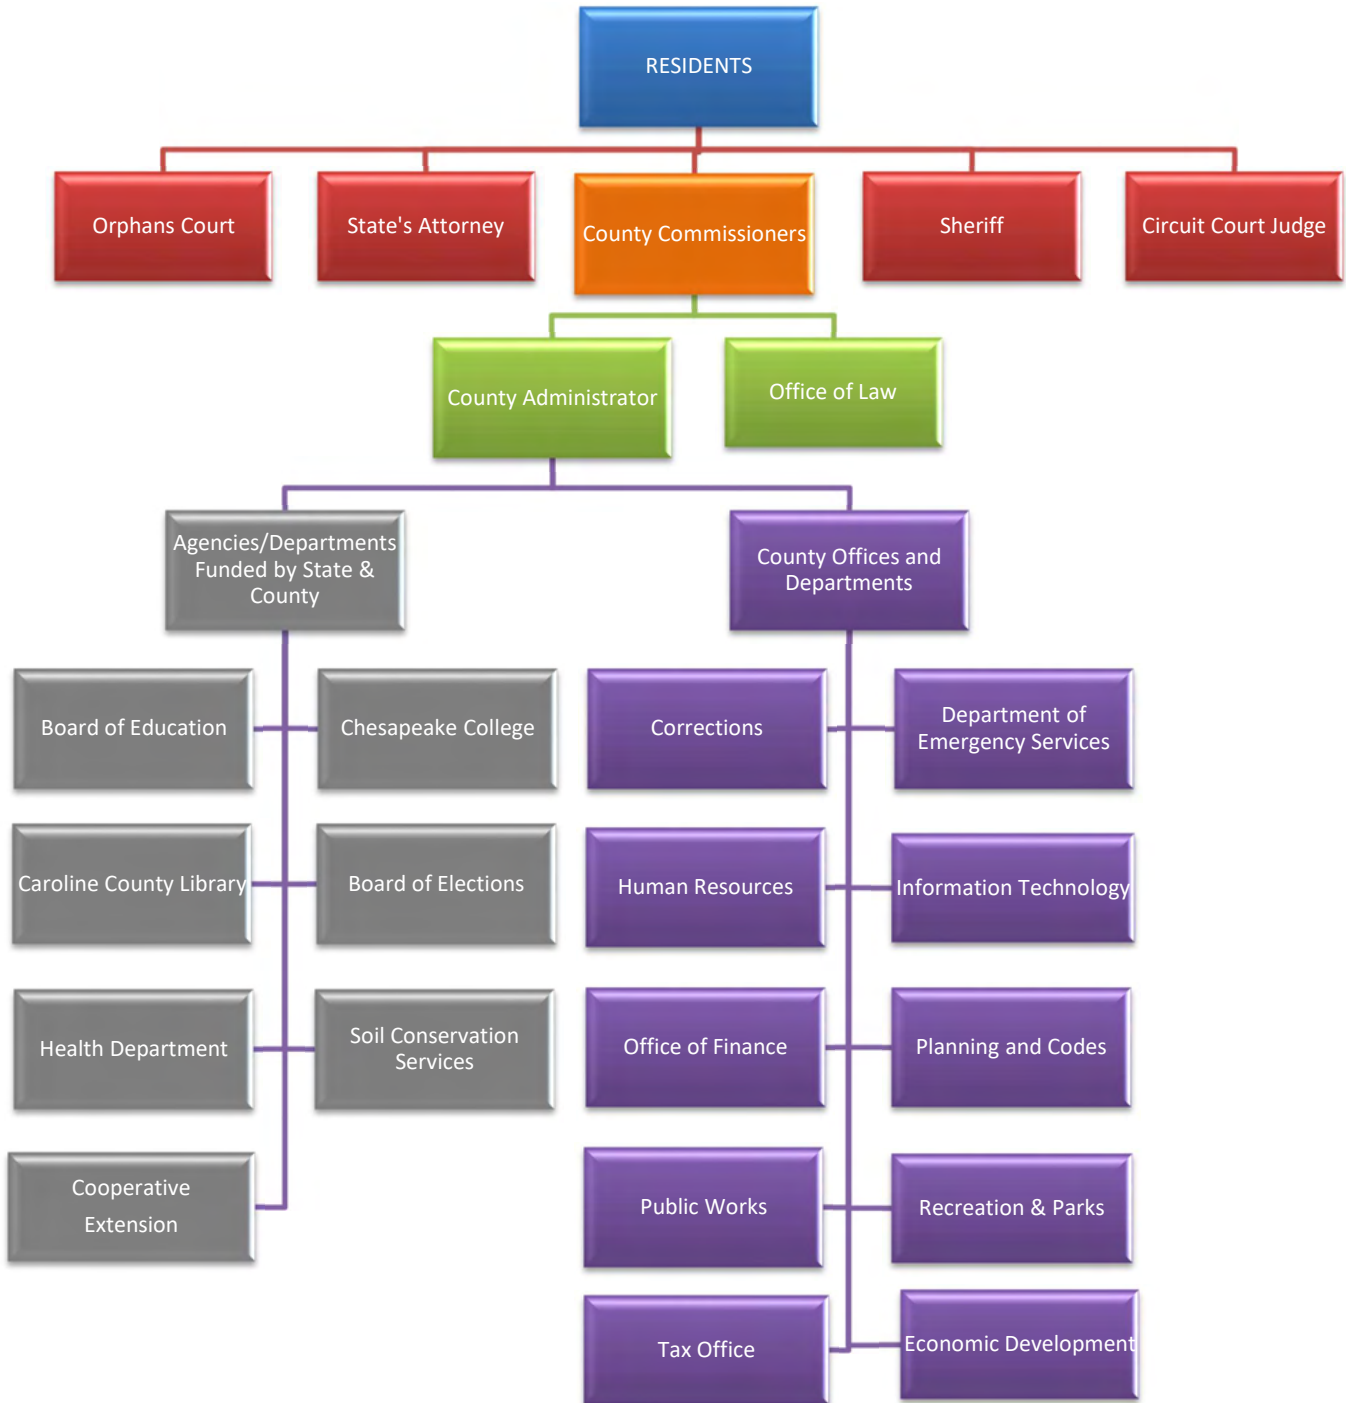 RESIDENTS
Orphans Court
State's Attorney
County Commissioners
Sheriff
Circuit Court Judge
County Administrator
Office of Law
Agencies/Departments
Funded by State &
County
County Offices and
Departments
Board of Education
Chesapeake College
Corrections
Department of
Emergency Services
Caroline County Library
Board of Elections
Human Resources
Information Technology
Health Department
Soil Conservation
Services
Office of Finance
Planning and Codes
Cooperative
Extension
Public Works
Recreation & Parks
Tax Office
Economic Development